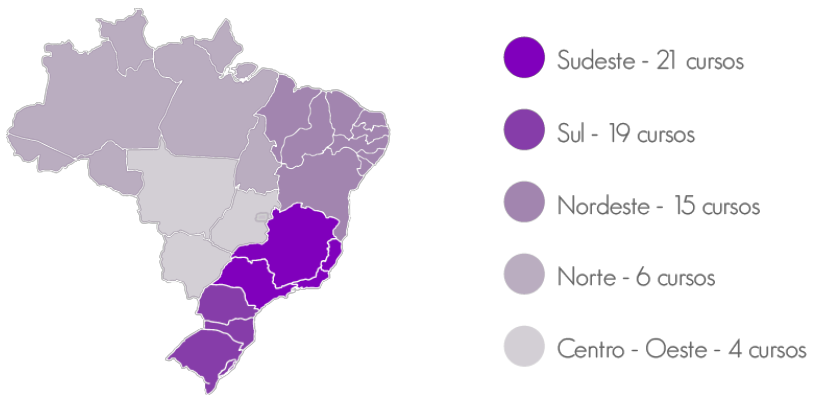 Sudeste - 21 cursos
Sul - 19 cursos
Nordeste - 15 cursos
Norte - 6 cursos
Centro - Oeste - 4 cursos